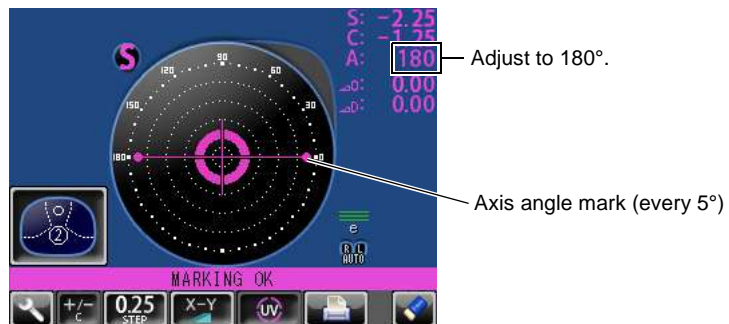 S: -2.25
C: -1.25
A: 180
Adjust to 180°.
⊿O: 0.00
⊿D: 0.00
S
90
120 60
150 30
180 0
Axis angle mark (every 5°)
2
e
R L
AUTO
MARKING OK
+/- 0.25 X-Y UV
C STEP